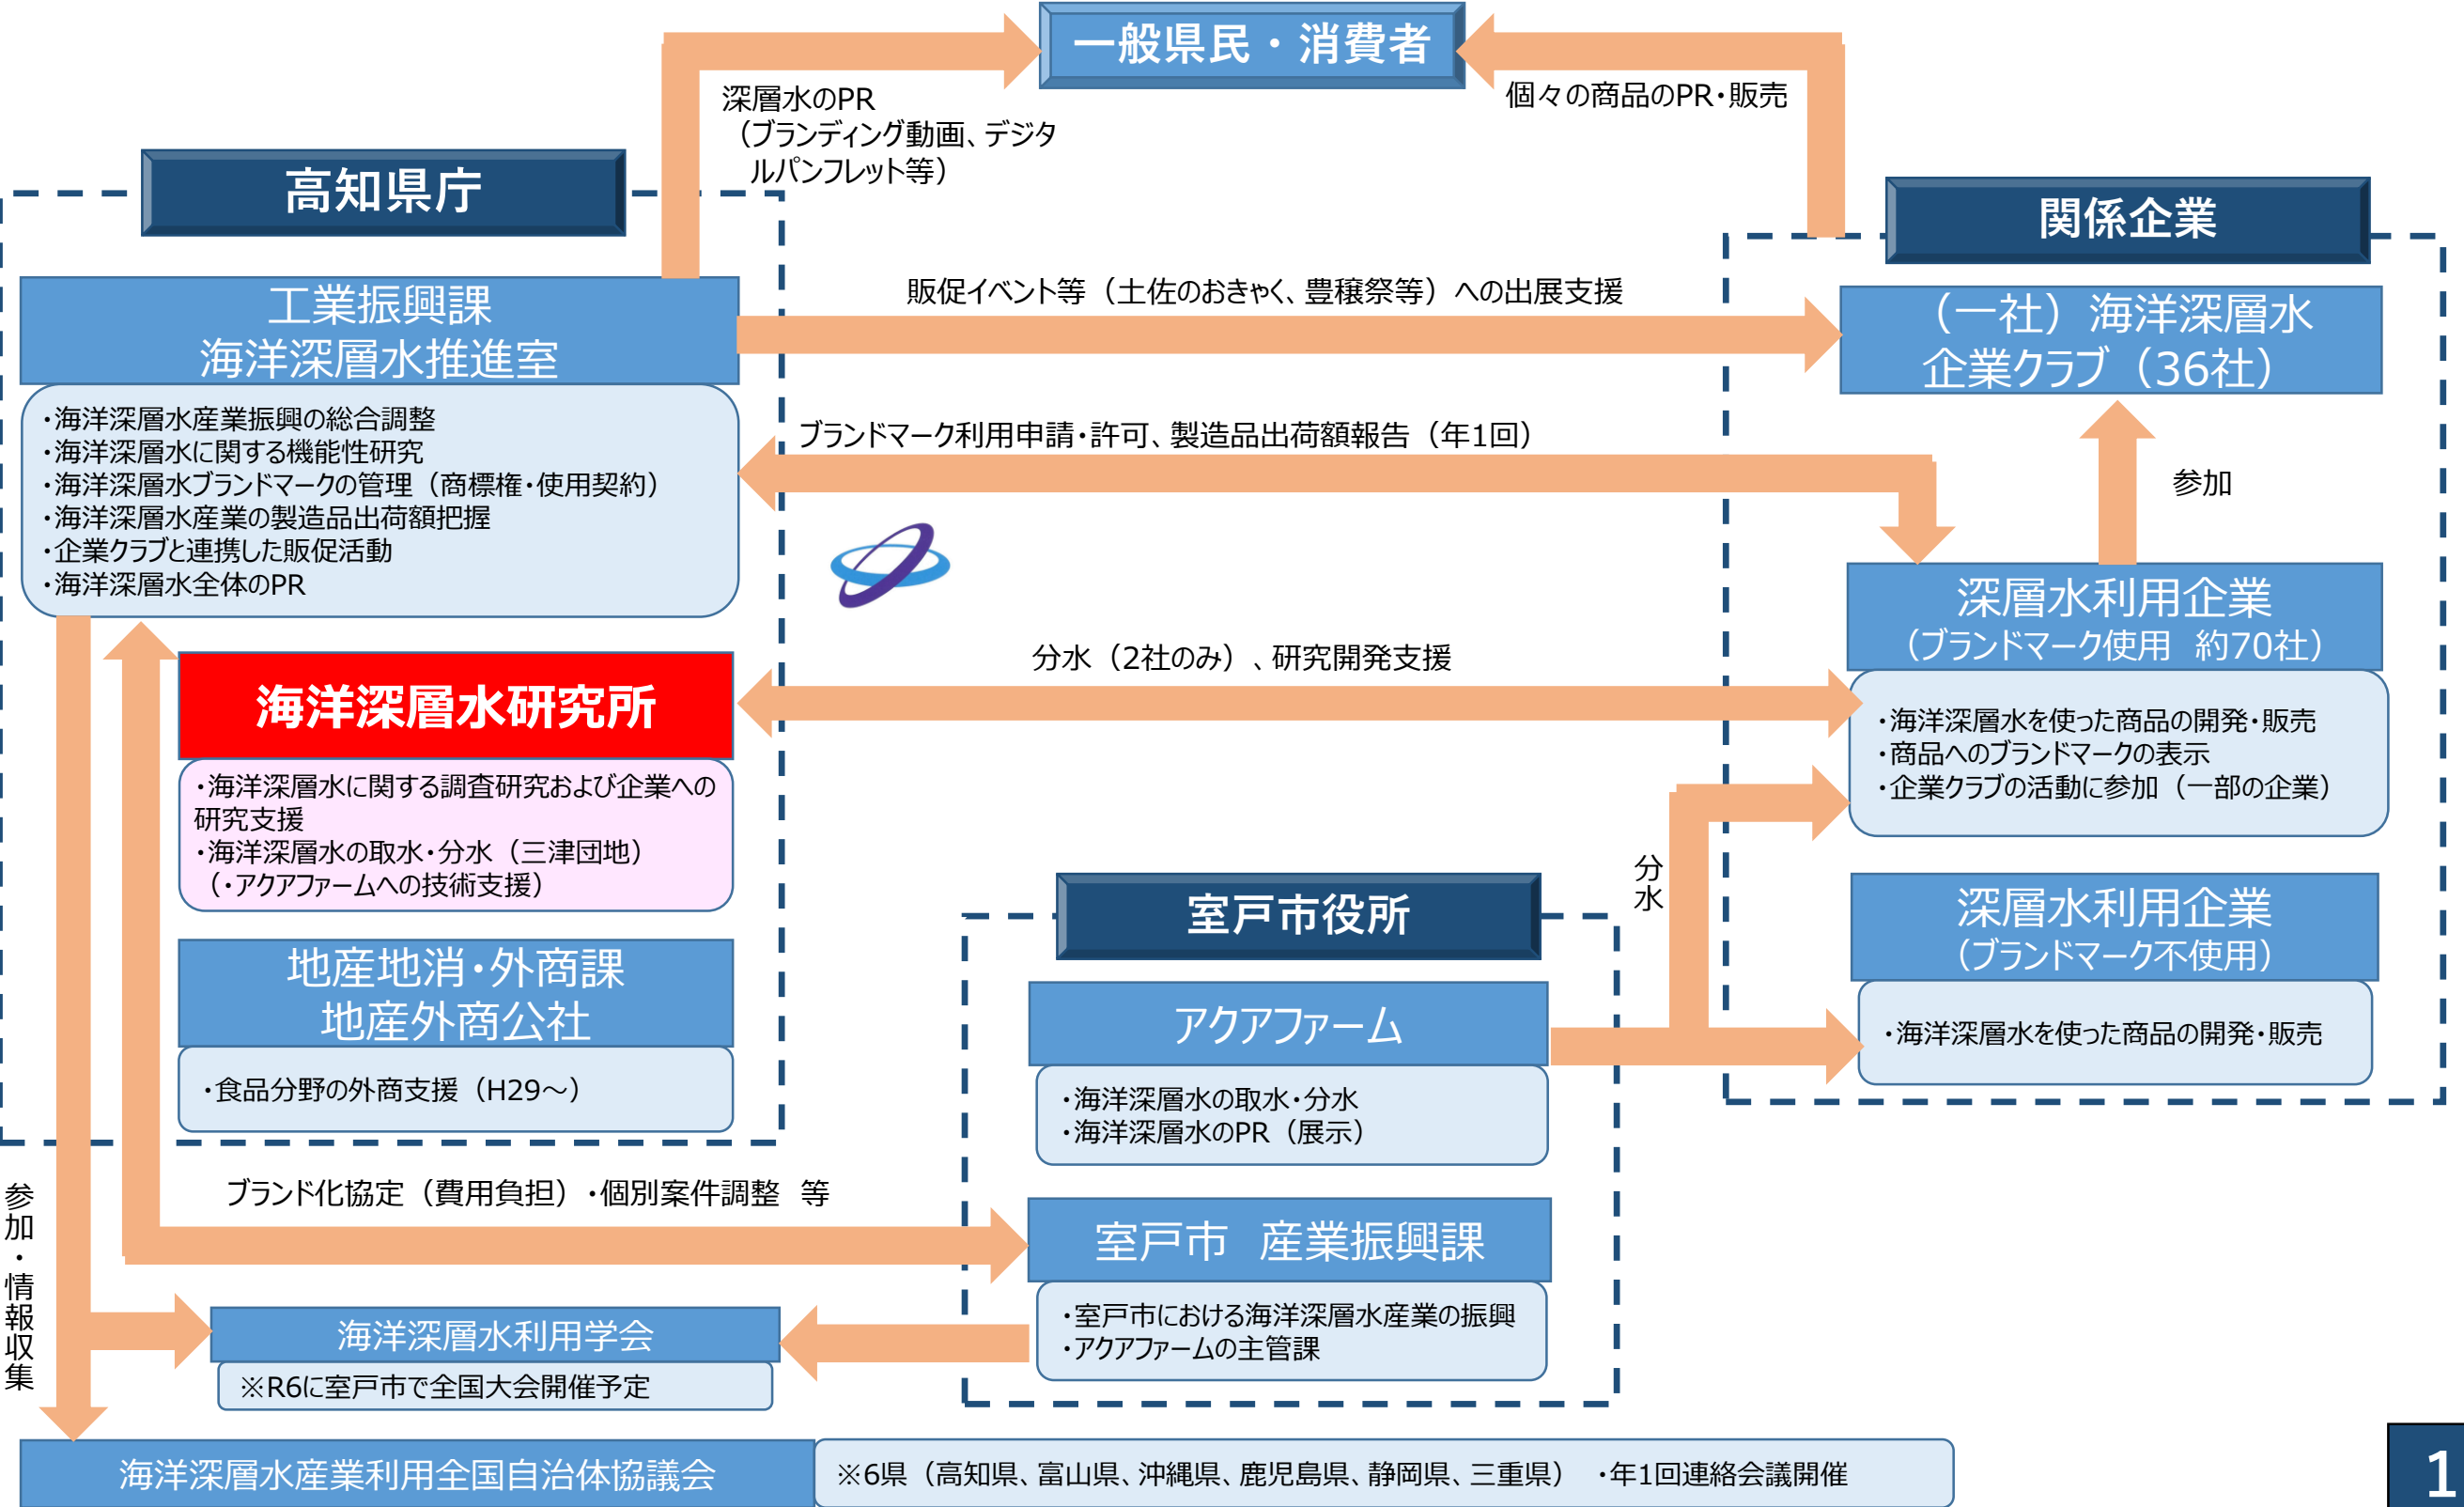 一般県民・消費者
深層水のPR
（ブランディング動画、デジタ
ルパンフレット等）
個々の商品のPR・販売
高知県庁
関係企業
工業振興課
海洋深層水推進室
・海洋深層水産業振興の総合調整
・海洋深層水に関する機能性研究
・海洋深層水ブランドマークの管理（商標権・使用契約）
・海洋深層水産業の製造品出荷額把握
・企業クラブと連携した販促活動
・海洋深層水全体のPR
販促イベント等（土佐のおきゃく、豊穣祭等）への出展支援
（一社）海洋深層水
企業クラブ（36社）
ブランドマーク利用申請・許可、製造品出荷額報告（年1回）
参加
深層水利用企業
（ブランドマーク使用　約70社）
・海洋深層水を使った商品の開発・販売
・商品へのブランドマークの表示
・企業クラブの活動に参加（一部の企業）
分水（2社のみ）、研究開発支援
海洋深層水研究所
・海洋深層水に関する調査研究および企業への
研究支援
・海洋深層水の取水・分水（三津団地）
（・アクアファームへの技術支援）
地産地消・外商課
地産外商公社
・食品分野の外商支援（H29～）
室戸市役所
分水
深層水利用企業
（ブランドマーク不使用）
・海洋深層水を使った商品の開発・販売
アクアファーム
・海洋深層水の取水・分水
・海洋深層水のPR（展示）
ブランド化協定（費用負担）・個別案件調整　等
室戸市　産業振興課
・室戸市における海洋深層水産業の振興
・アクアファームの主管課
参加・情報収集
海洋深層水利用学会
※R6に室戸市で全国大会開催予定
海洋深層水産業利用全国自治体協議会
※6県（高知県、富山県、沖縄県、鹿児島県、静岡県、三重県）　・年1回連絡会議開催
1